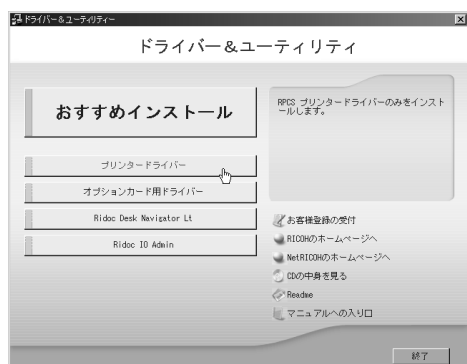 ドライバー＆ユーティリティー
ドライバー＆ユーティリティ
おすすめインストール
プリンタードライバー
オプションカード用ドライバー
Ridoc Desk Navigator Lt
Ridoc IO Admin
RPCS プリンタードライバーのみをインスト
ールします。
お客様登録の受付
RICOHのホームページへ
NetRICOHのホームページへ
CDの中身を見る
Readme
マニュアルへの入り口
終了